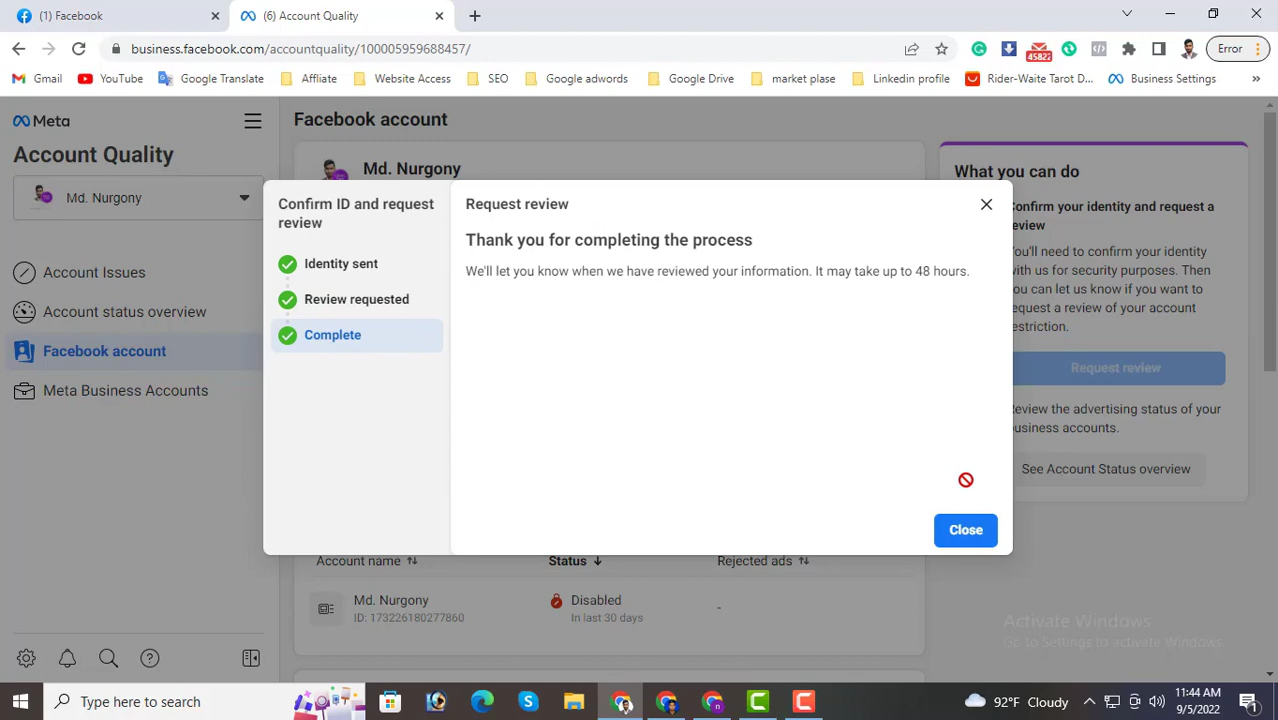 (1) Facebook
(6) Account Quality
business.facebook.com/accountquality/100005959688457/
Error
Gmail
YouTube
Google Translate
Affliate
Website Access
SEO
Google adwords
Google Drive
market plase
Linkedin profile
Rider-Waite Tarot D...
Business Settings
»
45822
Meta
Account Quality
Md. Nurgony
Account Issues
Account status overview
Facebook account
Meta Business Accounts
Facebook account
Md. Nurgony
Confirm ID and request
review
Identity sent
Review requested
Complete
Request review
Thank you for completing the process
We'll let you know when we have reviewed your information. It may take up to 48 hours.
Close
What you can do
Confirm your identity and request a
review
You'll need to confirm your identity
with us for security purposes. Then
you can let us know if you want to
request a review of your account
restriction.
Request review
Review the advertising status of your
business accounts.
See Account Status overview
Account name
Status
Rejected ads
Md. Nurgony
ID: 173226180277860
Disabled
In last 30 days
-
Activate Windows
Go to Settings to activate Windows.
Type here to search
92°F Cloudy
11:44 AM
9/5/2022
1